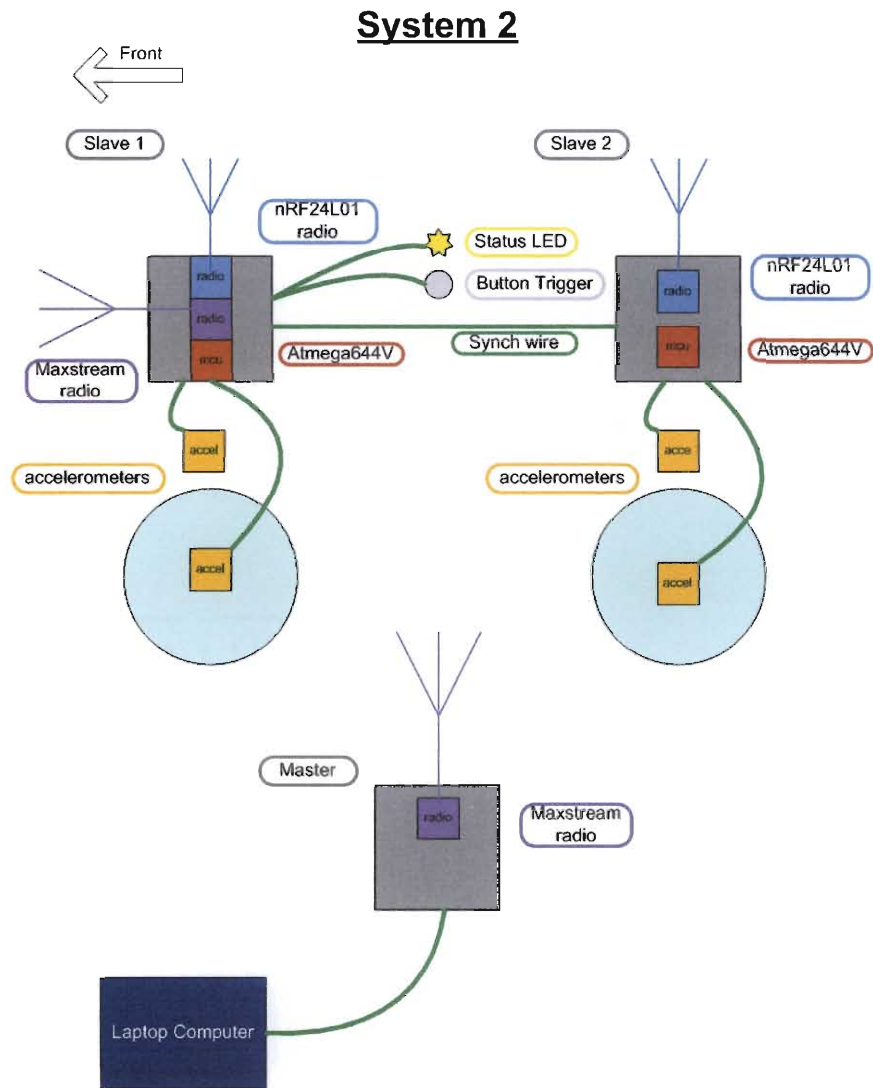 System 2
Front
Slave 1
Slave 2
nRF24L01
radio
Status LED
Button Trigger
nRF24L01
radio
radio
radio
radio
mcu
mcu
Synch wire
Atmega644V
Atmega644V
Maxstream
radio
accel
acce
accelerometers
accelerometers
accel
accel
Master
radio
Maxstream
radio
Laptop Computer